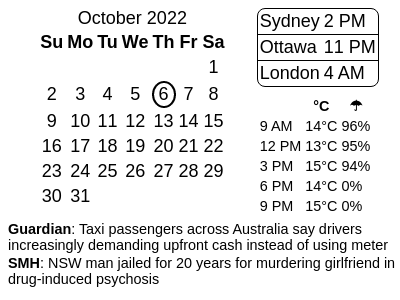 October 2022
Su Mo Tu We Th Fr Sa
1
2 3 4 5 6 7 8
9 10 11 12 13 14 15
16 17 18 19 20 21 22
23 24 25 26 27 28 29
30 31
Sydney 2 PM
Ottawa 11 PM
London 4 AM
°C ☂
9 AM 14°C 96%
12 PM 13°C 95%
3 PM 15°C 94%
6 PM 14°C 0%
9 PM 15°C 0%
Guardian: Taxi passengers across Australia say drivers
increasingly demanding upfront cash instead of using meter
SMH: NSW man jailed for 20 years for murdering girlfriend in
drug-induced psychosis